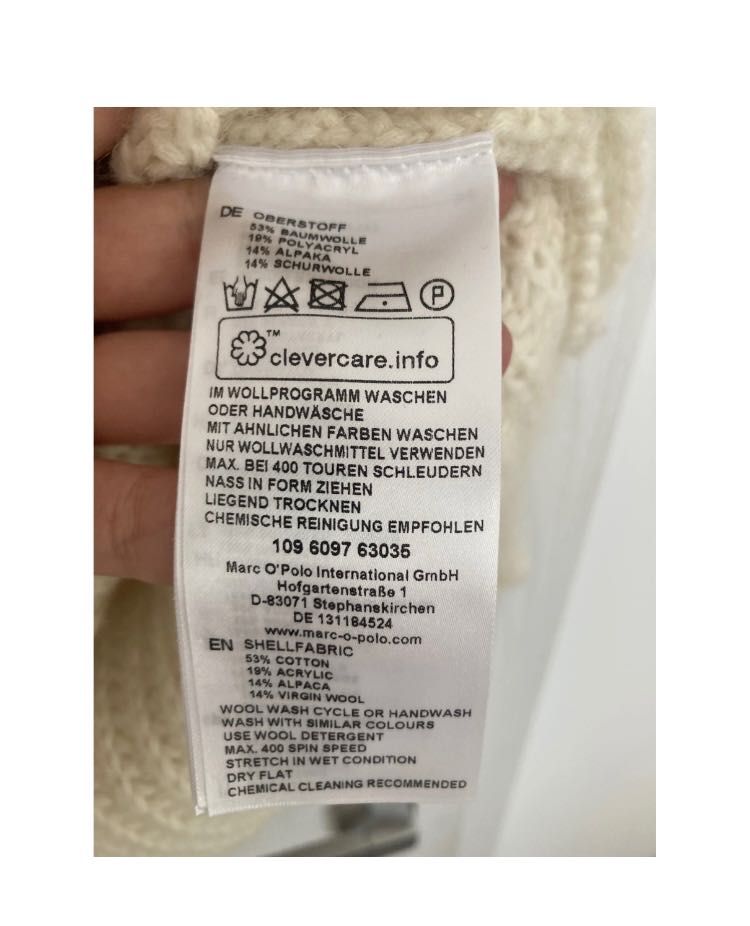 DE OBERSTOFF
53% BAUMWOLLE
19% POLYACRYL
14% ALPAKA
14% SCHURWOLLE
P
™
clevercare.info
IM WOLLPROGRAMM WASCHEN
ODER HANDWÄSCHE
MIT ÄHNLICHEN FARBEN WASCHEN
NUR WOLLWASCHMITTEL VERWENDEN
MAX. BEI 400 TOUREN SCHLEUDERN
NASS IN FORM ZIEHEN
LIEGEND TROCKNEN
CHEMISCHE REINIGUNG EMPFOHLEN
109 6097 63035
Marc O'Polo International GmbH
Hofgartenstraße 1
D-83071 Stephanskirchen
DE 131184524
www.marc-o-polo.com
EN SHELLFABRIC
53% COTTON
19% ACRYLIC
14% ALPACA
14% VIRGIN WOOL
WOOL WASH CYCLE OR HANDWASH
WASH WITH SIMILAR COLOURS
USE WOOL DETERGENT
MAX. 400 SPIN SPEED
STRETCH IN WET CONDITION
DRY FLAT
CHEMICAL CLEANING RECOMMENDED